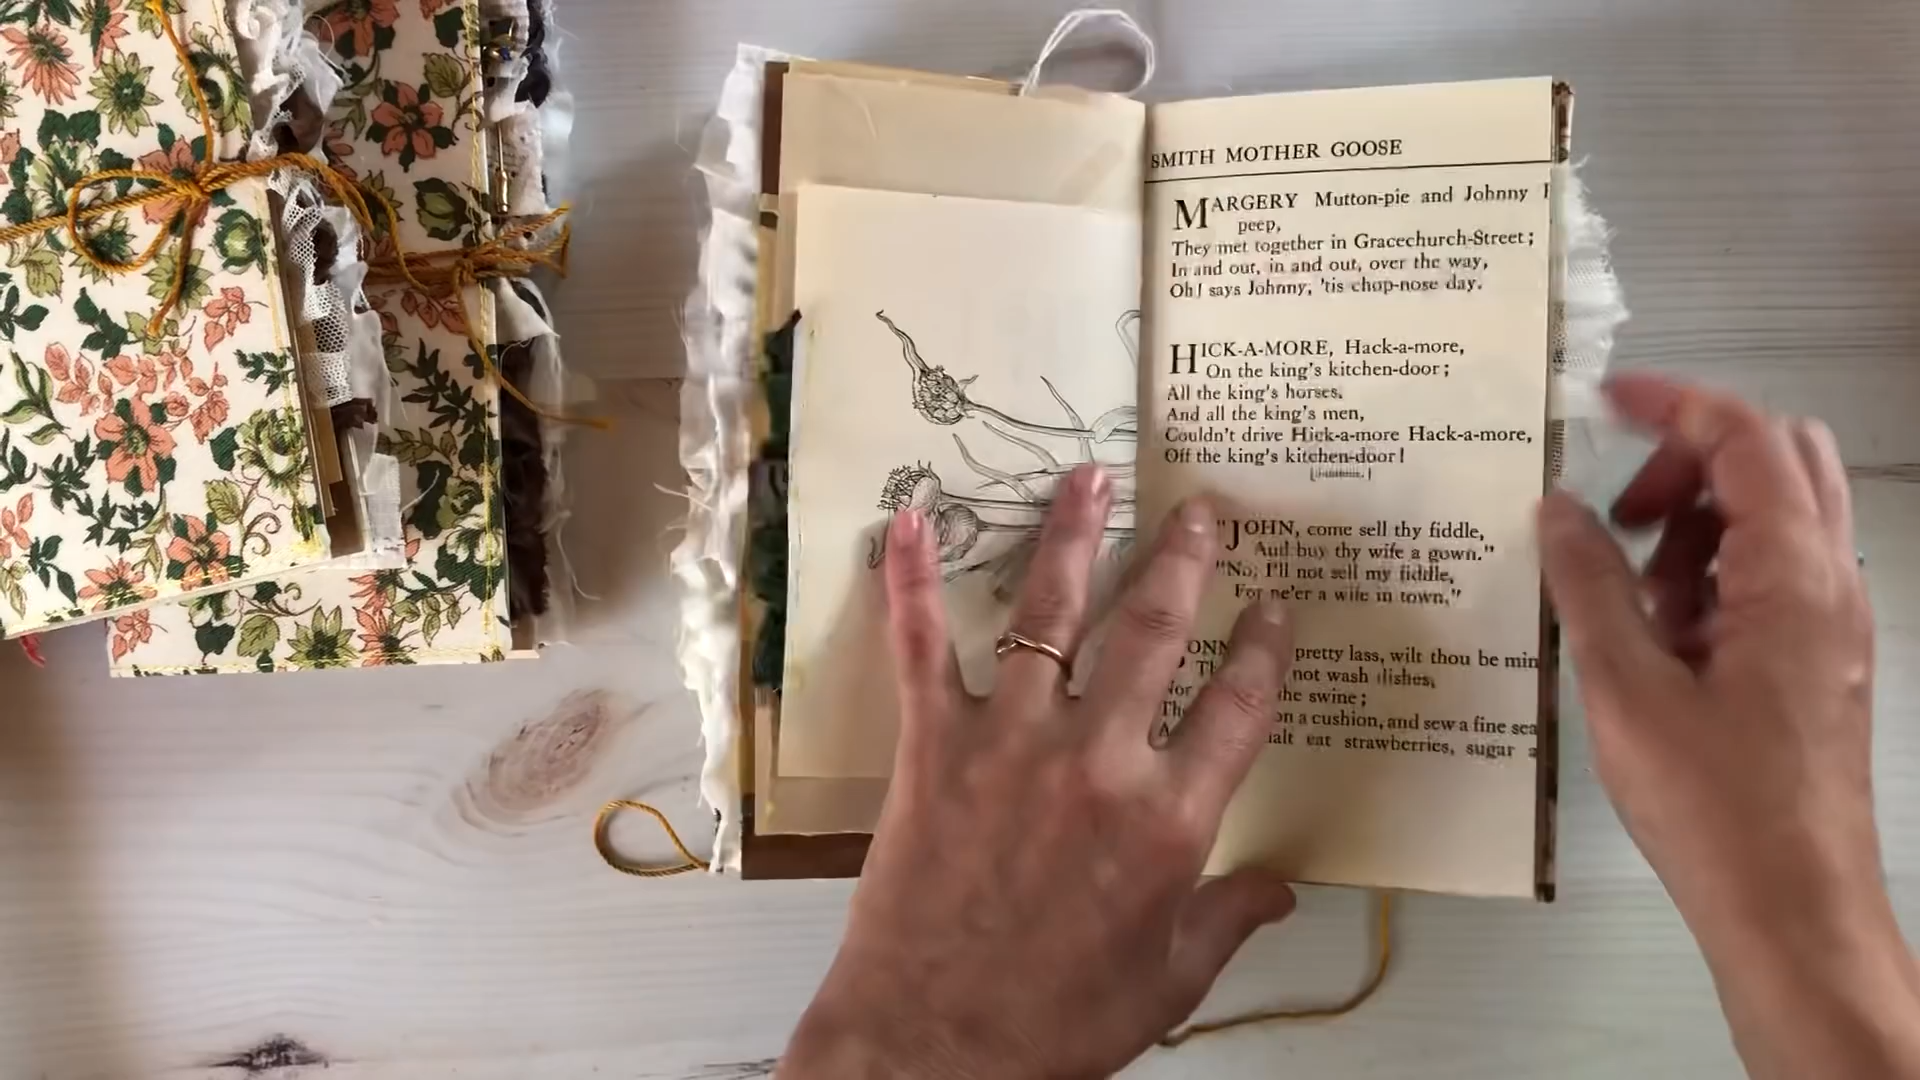 SMITH MOTHER GOOSE
MARGERY Mutton-pie and Johnny
peep,
They met together in Gracechurch-Street;
In and out, in and out, over the way,
Oh! says Johnny, 'tis chop-nose day.
HICK-A-MORE, Hack-a-more,
On the king's kitchen-door;
All the king's horses,
And all the king's men,
Couldn't drive Hick-a-more Hack-a-more,
Off the king's kitchen-door!
"JOHN, come sell thy fiddle,
And buy thy wife a gown."
"No, I'll not sell my fiddle,
For ne'er a wife in town."
pretty lass, wilt thou be min
not wash dishes,
the swine;
on a cushion, and sew a fine sea
eat strawberries, sugar a